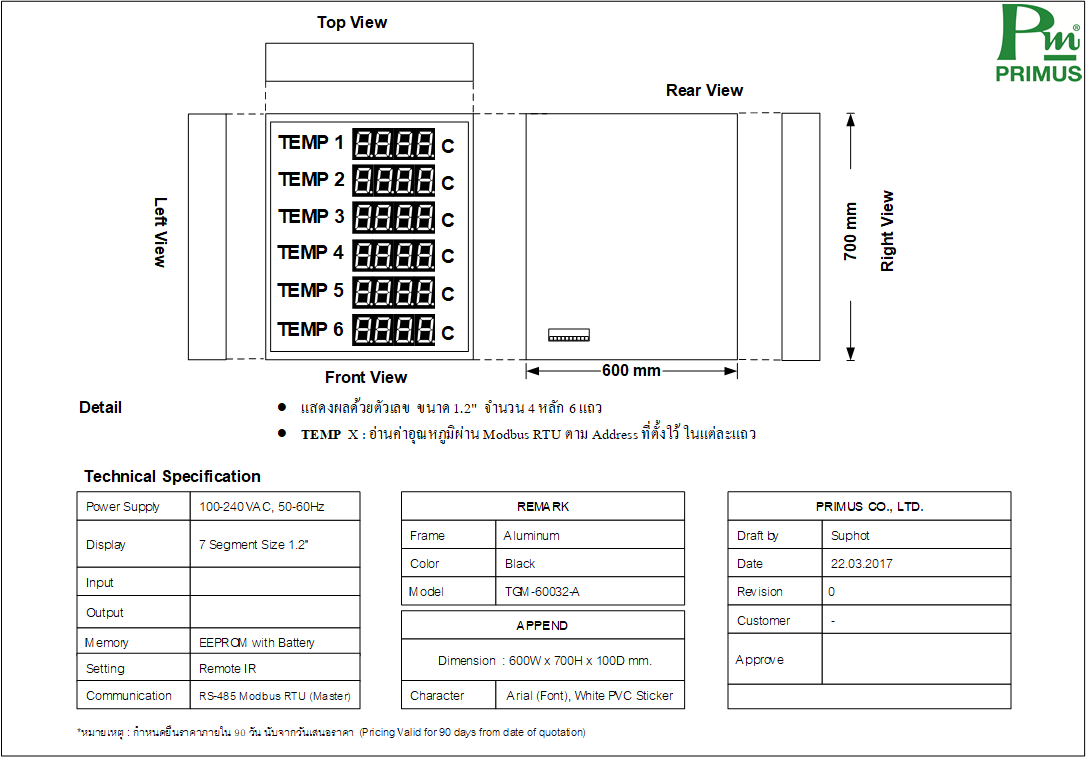 Top View
Pm®
PRIMUS
Rear View
TEMP 1 8.8.8.8 C
TEMP 2 8.8.8.8 C
TEMP 3 8.8.8.8 C
TEMP 4 8.8.8.8 C
TEMP 5 8.8.8.8 C
TEMP 6 8.8.8.8 C
Left View
700 mm
Right View
600 mm
Front View
Detail
● แสดงผลด้วยตัวเลข ขนาด 1.2" จำนวน 4 หลัก 6 แถว
● TEMP X : อ่านค่าอุณหภูมิผ่าน Modbus RTU ตาม Address ที่ตั้งใว้ ในแต่ละแถว
Technical Specification
Power Supply 100-240VAC, 50-60Hz
Display 7 Segment Size 1.2"
Input
Output
Memory EEPROM with Battery
Setting Remote IR
Communication RS-485 Modbus RTU (Master)
REMARK
Frame Aluminum
Color Black
Model TGM-60032-A
APPEND
Dimension : 600W x 700H x 100D mm.
Character Arial (Font), White PVC Sticker
PRIMUS CO., LTD.
Draft by Suphot
Date 22.03.2017
Revision 0
Customer -
Approve
*หมายเหตุ : กำหนดยืนราคาภายใน 90 วัน นับจากวันเสนอราคา (Pricing Valid for 90 days from date of quotation)